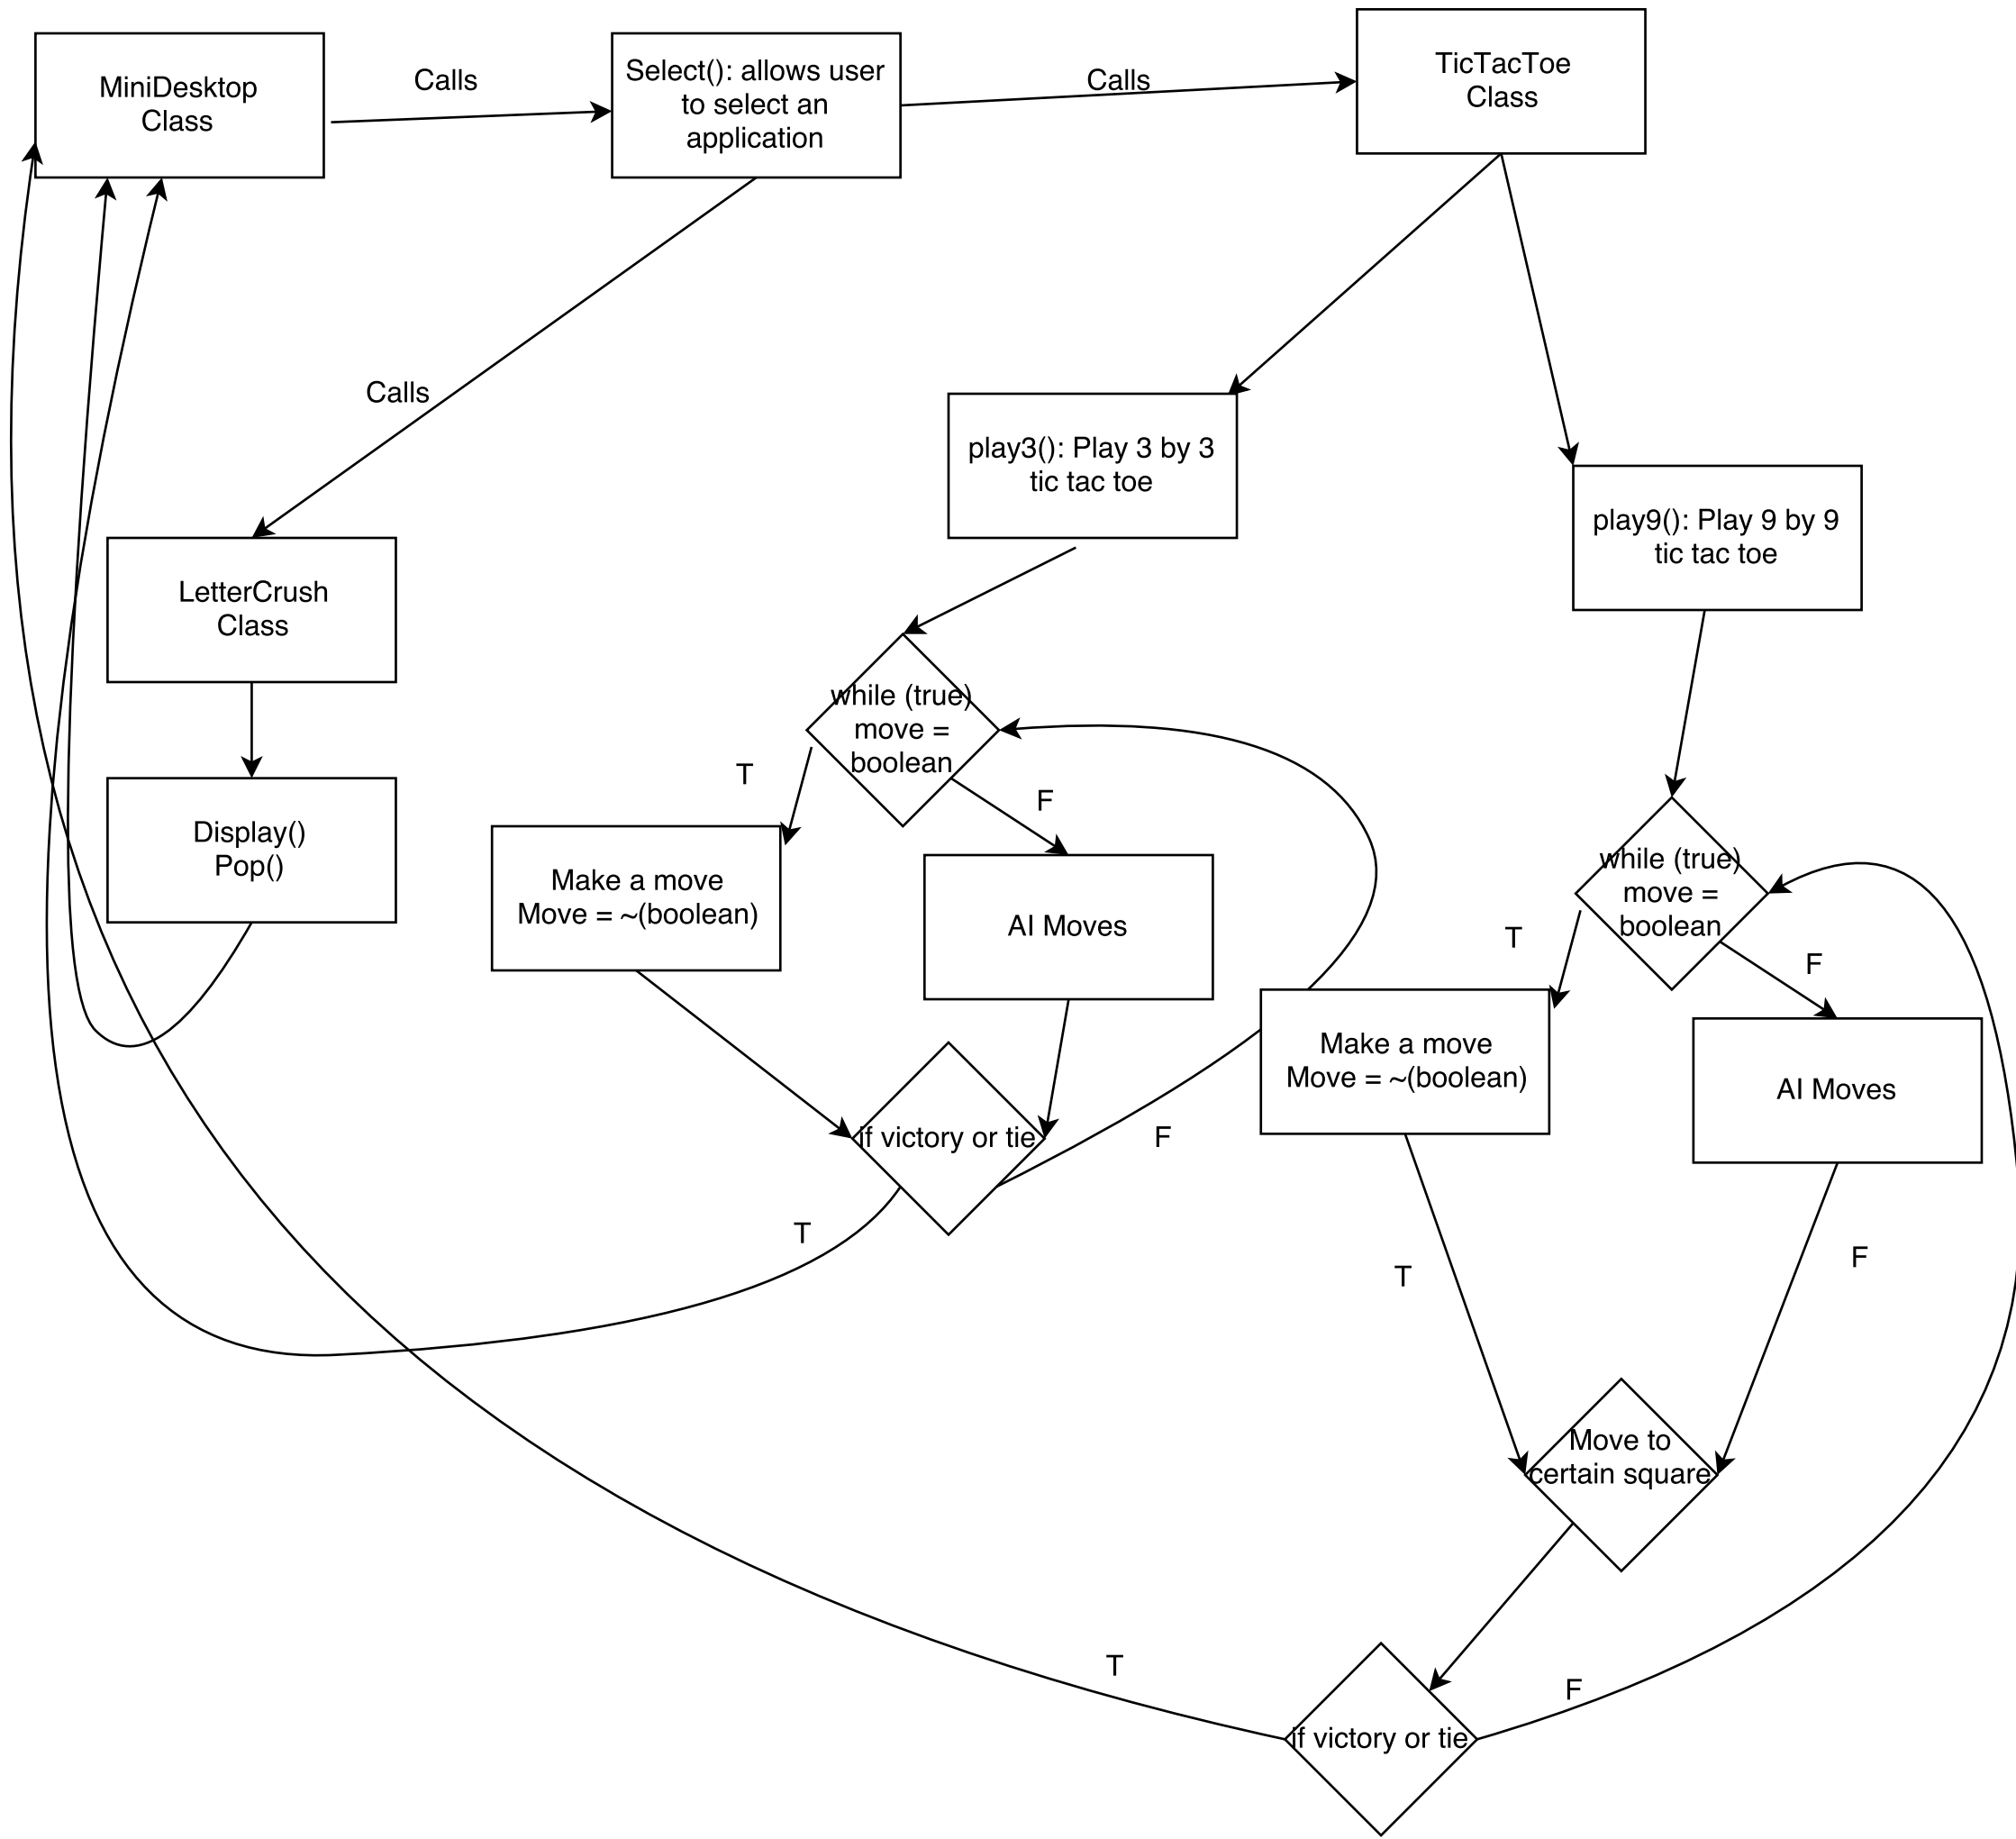 MiniDesktop
Class
Calls
Select(): allows user
to select an
application
Calls
TicTacToe
Class
Calls
play3(): Play 3 by 3
tic tac toe
play9(): Play 9 by 9
tic tac toe
LetterCrush
Class
Display()
Pop()
while (true)
move =
boolean
T
F
Make a move
Move = ~(boolean)
AI Moves
if victory or tie
T
F
while (true)
move =
boolean
T
F
Make a move
Move = ~(boolean)
AI Moves
T
F
Move to
certain square
if victory or tie
T
F